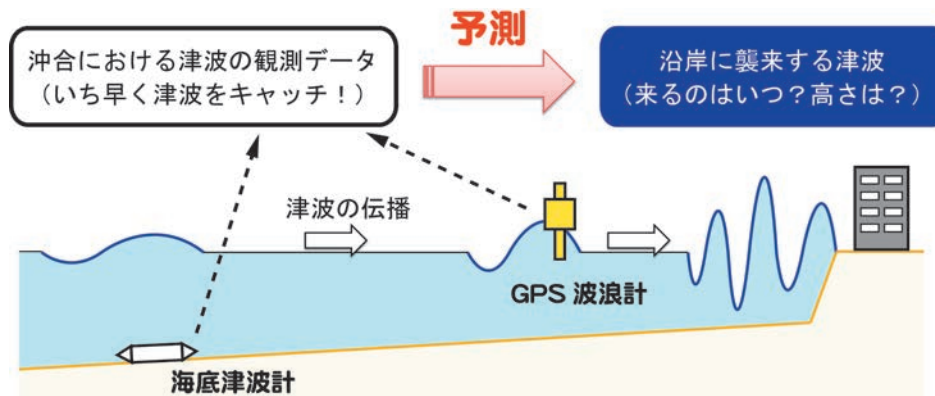 予測
沖合における津波の観測データ
（いち早く津波をキャッチ！）
沿岸に襲来する津波
（来るのはいつ？高さは？）
津波の伝播
GPS 波浪計
海底津波計